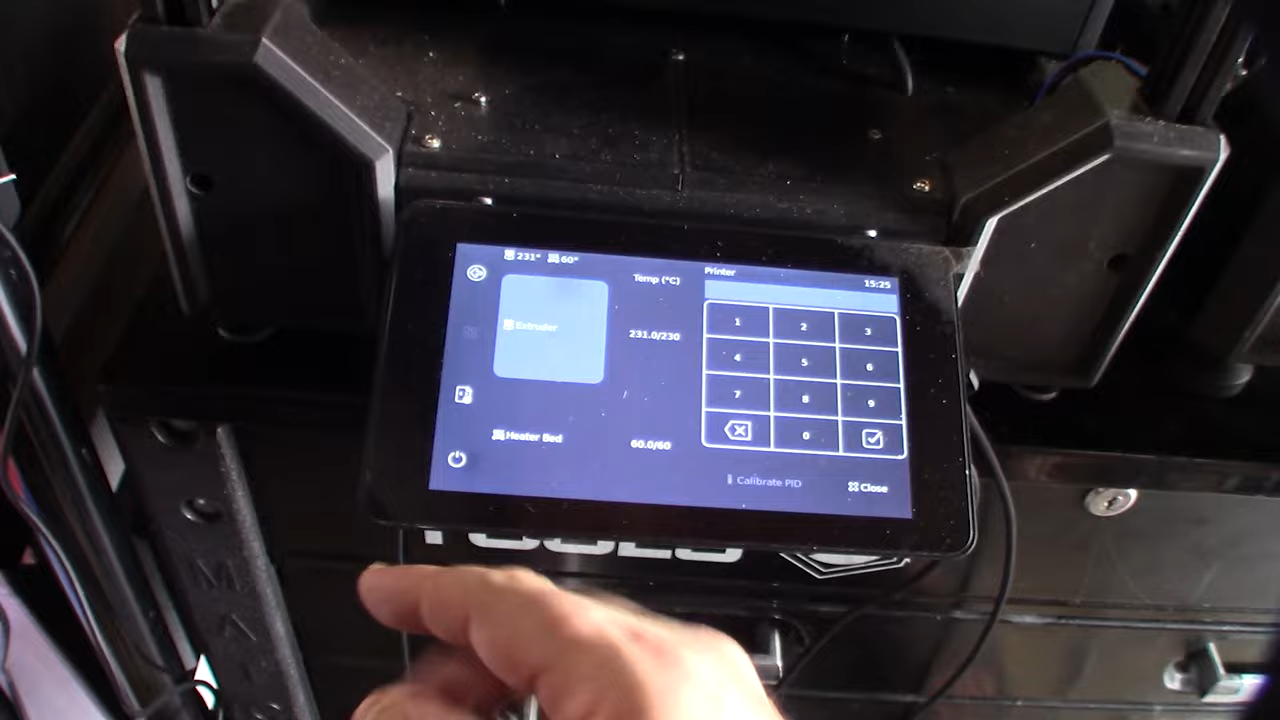 231° 60°
Printer
15:25
Temp (°C)
Extruder
231.0/230
Heater Bed
60.0/60
1 2 3
4 5 6
7 8 9
0
Calibrate PID
Close
TOOLS